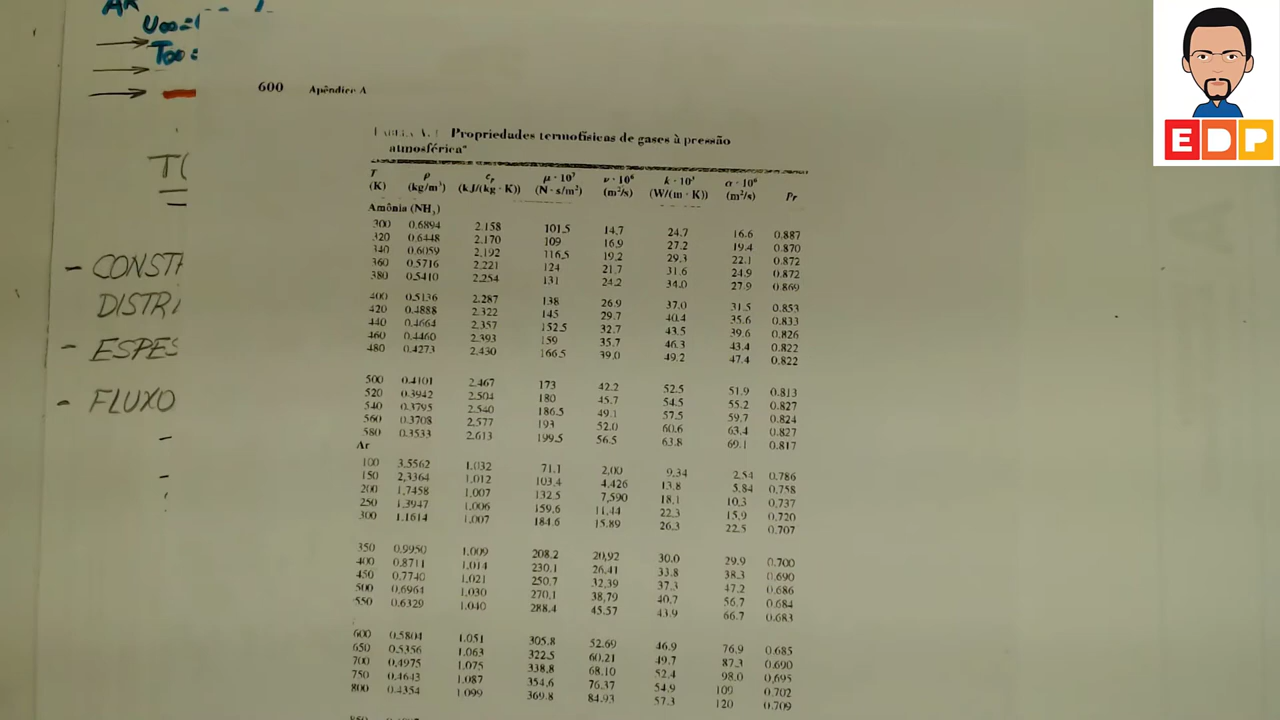 U∞=
T∞=
T(
- CONST
DISTRI
- ESPES
- FLUXO
EDP
600 Apêndice A
Propriedades termofísicas de gases à pressão
atmosférica
T ρ cp μ · 10⁷ ν · 10⁶ k · 10³ α · 10⁶
(K) (kg/m³) (kJ/(kg · K)) (N · s/m²) (m²/s) (W/(m · K)) (m²/s) Pr
Amônia (NH₃)
300 0.6894 2.158 101.5 14.7 24.7 16.6 0.887
320 0.6448 2.170 109 16.9 27.2 19.4 0.870
340 0.6059 2.192 116.5 19.2 29.3 22.1 0.872
360 0.5716 2.221 124 21.7 31.6 24.9 0.872
380 0.5410 2.254 131 24.2 34.0 27.9 0.869
400 0.5136 2.287 138 26.9 37.0 31.5 0.853
420 0.4888 2.322 145 29.7 40.4 35.6 0.833
440 0.4664 2.357 152.5 32.7 43.5 39.6 0.826
460 0.4460 2.393 159 35.7 46.3 43.4 0.822
480 0.4273 2.430 166.5 39.0 49.2 47.4 0.822
500 0.4101 2.467 173 42.2 52.5 51.9 0.813
520 0.3942 2.504 180 45.7 54.5 55.2 0.827
540 0.3795 2.540 186.5 49.1 57.5 59.7 0.824
560 0.3708 2.577 193 52.0 60.6 63.4 0.827
580 0.3533 2.613 199.5 56.5 63.8 69.1 0.817
Ar
100 3.5562 1.032 71.1 2,00 9,34 2,54 0.786
150 2,3364 1.012 103.4 4,426 13.8 5.84 0.758
200 1,7458 1.007 132.5 7,590 18,1 10,3 0.737
250 1.3947 1.006 159,6 11,44 22.3 15,9 0.720
300 1.1614 1.007 184.6 15.89 26.3 22.5 0.707
350 0.9950 1.009 208.2 20,92 30.0 29.9 0.700
400 0.8711 1.014 230.1 26.41 33.8 38.3 0.690
450 0.7740 1.021 250.7 32,39 37.3 47.2 0.686
500 0,6964 1.030 270,1 38,79 40.7 56.7 0.684
550 0.6329 1.040 288.4 45.57 43.9 66.7 0.683
600 0.5804 1.051 305.8 52.69 46.9 76.9 0.685
650 0.5356 1.063 322.5 60.21 49.7 87.3 0.690
700 0,4975 1.075 338.8 68.10 52.4 98.0 0,695
750 0.4643 1.087 354,6 76.37 54.9 109 0.702
800 0.4354 1.099 369.8 84.93 57.3 120 0.709